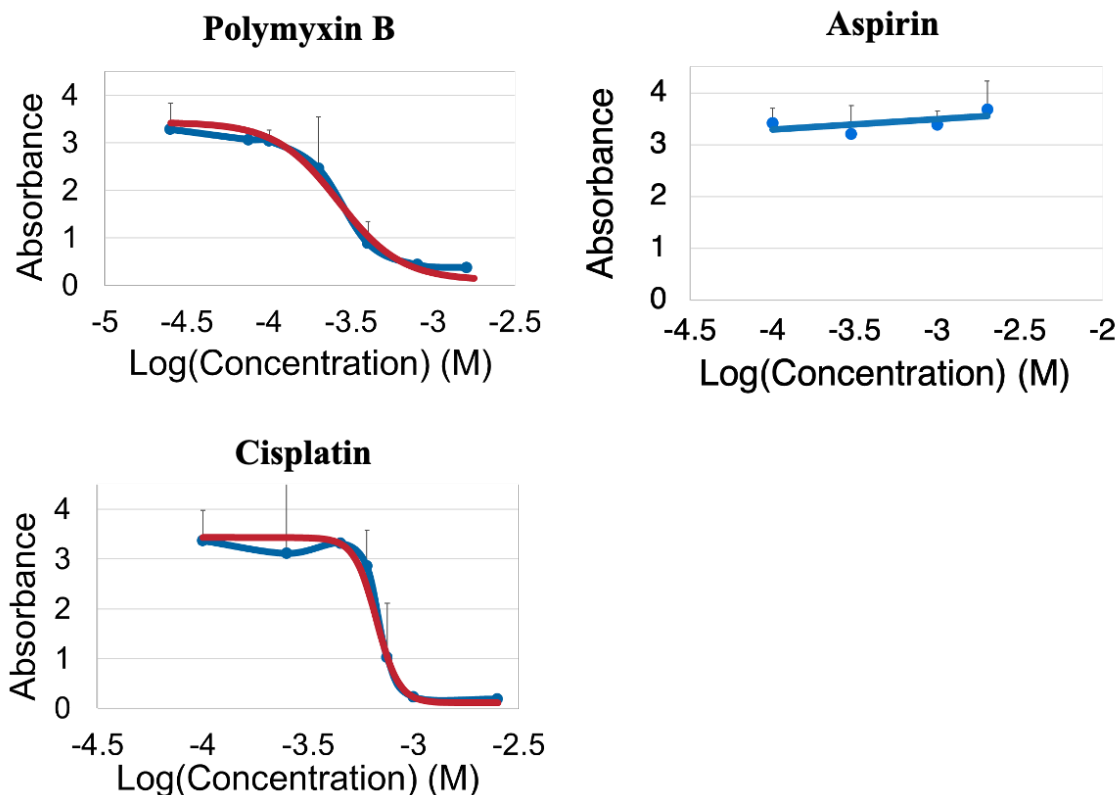 Polymyxin B
Absorbance
4
3
2
1
0
-5 -4.5 -4 -3.5 -3 -2.5
Log(Concentration) (M)
Aspirin
Absorbance
4
3
2
1
0
-4.5 -4 -3.5 -3 -2.5 -2
Log(Concentration) (M)
Cisplatin
Absorbance
4
3
2
1
0
-4.5 -4 -3.5 -3 -2.5
Log(Concentration) (M)